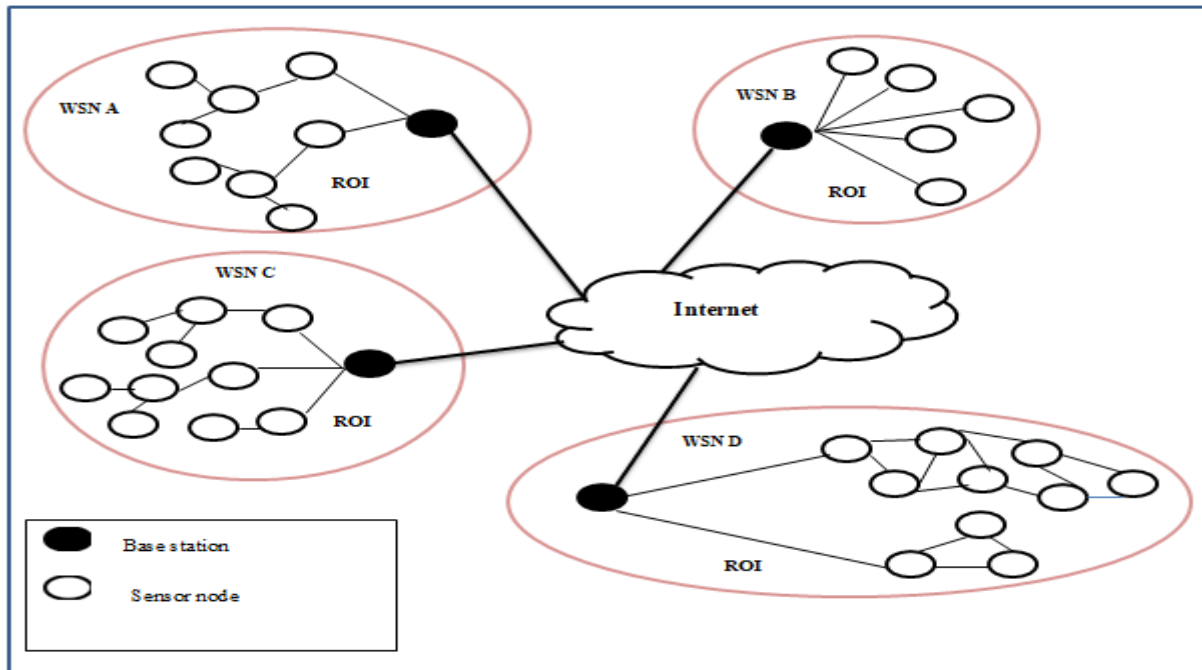 WSN A
ROI
WSN B
ROI
WSN C
ROI
Internet
WSN D
ROI
Base station
Sensor node